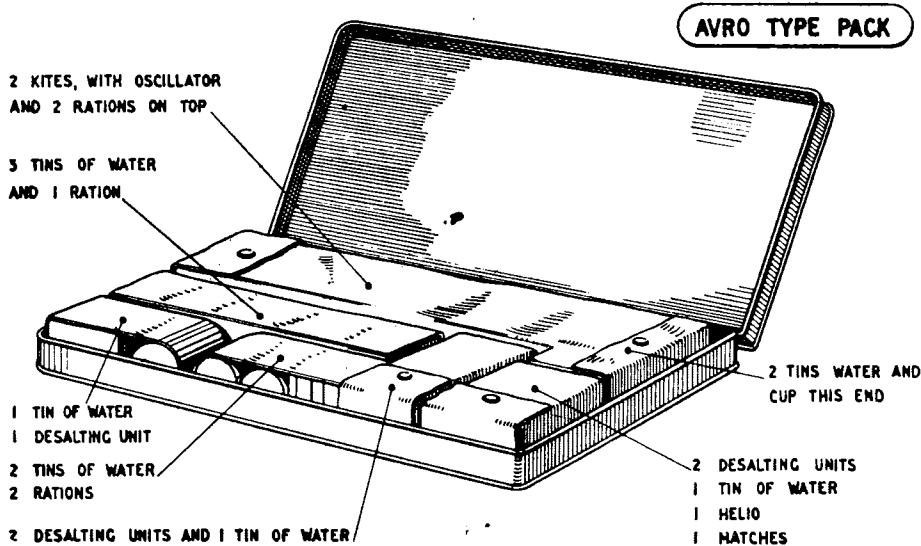 AVRO TYPE PACK
2 KITES, WITH OSCILLATOR
AND 2 RATIONS ON TOP
3 TINS OF WATER
AND 1 RATION
2 TINS WATER AND
CUP THIS END
1 TIN OF WATER
1 DESALTING UNIT
2 TINS OF WATER
2 RATIONS
2 DESALTING UNITS AND 1 TIN OF WATER
2 DESALTING UNITS
1 TIN OF WATER
1 HELIO
1 MATCHES